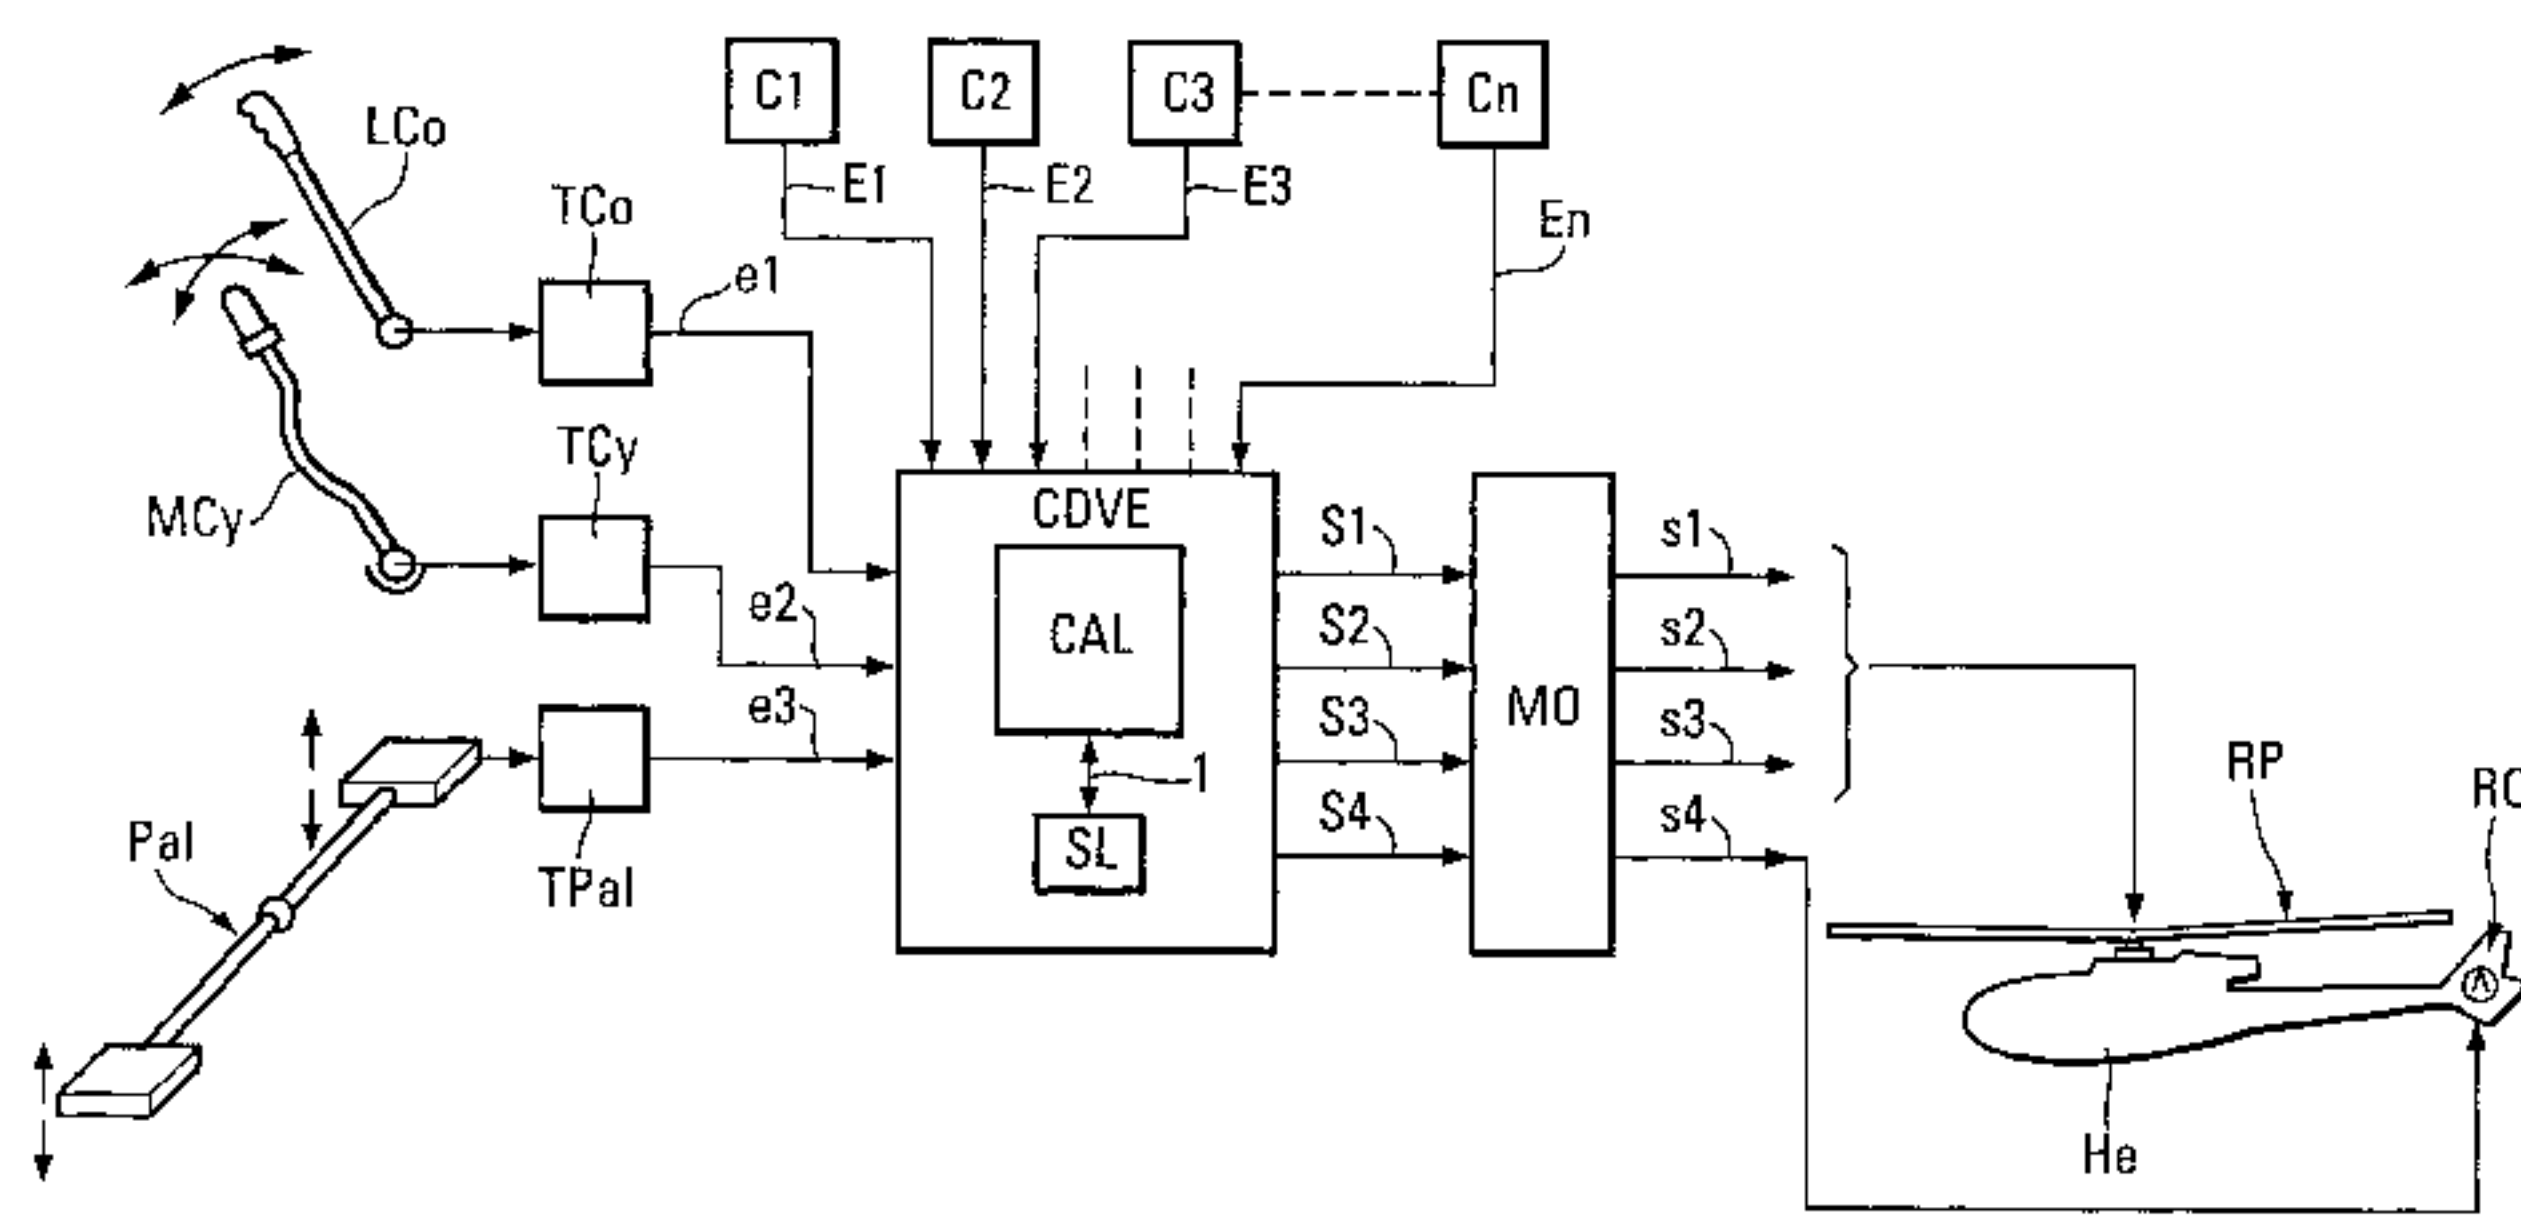 C1
C2
C3
Cn
LCo
E1
E2
E3
En
TCo
e1
TCy
MCy
CDVE
S1
s1
e2
CAL
S2
s2
e3
S3
MO
s3
1
RP
Pal
TPal
SL
S4
s4
He